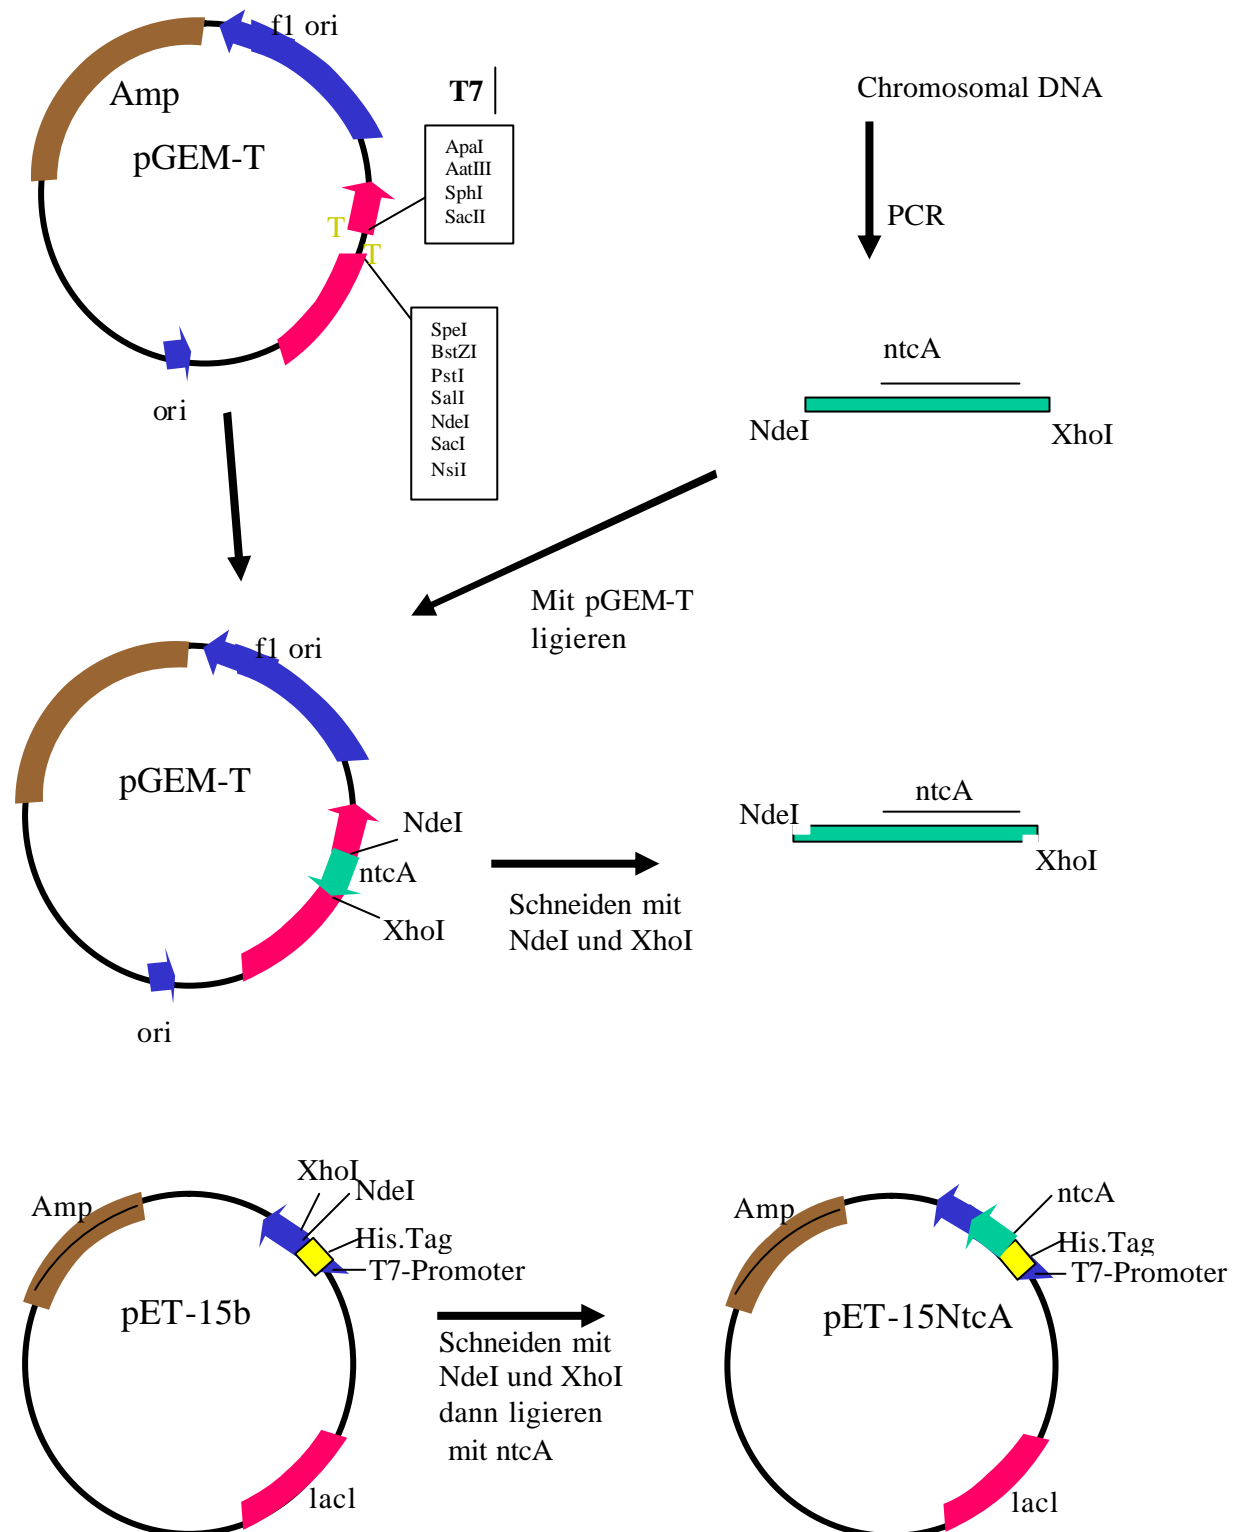 f1 ori
Amp
pGEM-T
T7
ApaI
AatIII
SphI
SacII
T
T
SpeI
BstZI
PstI
SalI
NdeI
SacI
NsiI
ori
Chromosomal DNA
PCR
ntcA
NdeI
XhoI
Mit pGEM-T
ligieren
f1 ori
pGEM-T
NdeI
ntcA
XhoI
ori
Schneiden mit
NdeI und XhoI
ntcA
NdeI
XhoI
XhoI
NdeI
Amp
His.Tag
T7-Promoter
pET-15b
lacl
Schneiden mit
NdeI und XhoI
dann ligieren
mit ntcA
ntcA
Amp
His.Tag
T7-Promoter
pET-15NtcA
lacl